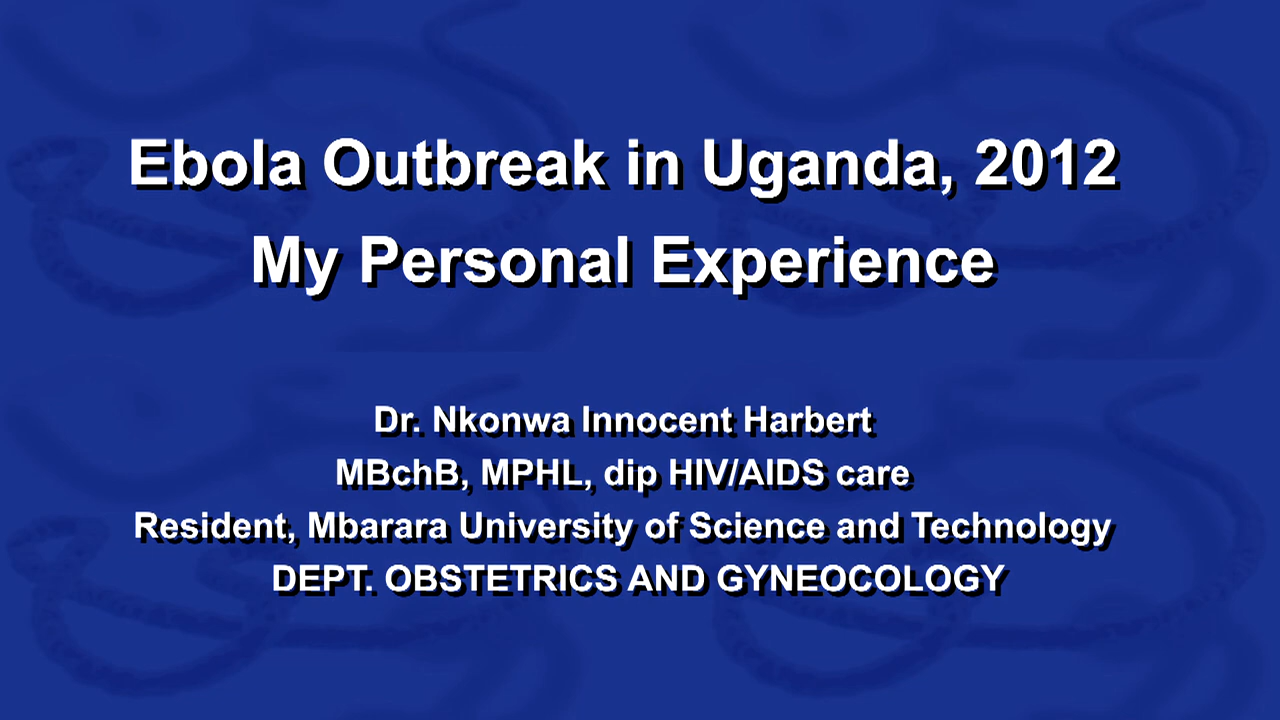 Ebola Outbreak in Uganda, 2012
My Personal Experience
Dr. Nkonwa Innocent Harbert
MBchB, MPHL, dip HIV/AIDS care
Resident, Mbarara University of Science and Technology
DEPT. OBSTETRICS AND GYNEOCOLOGY